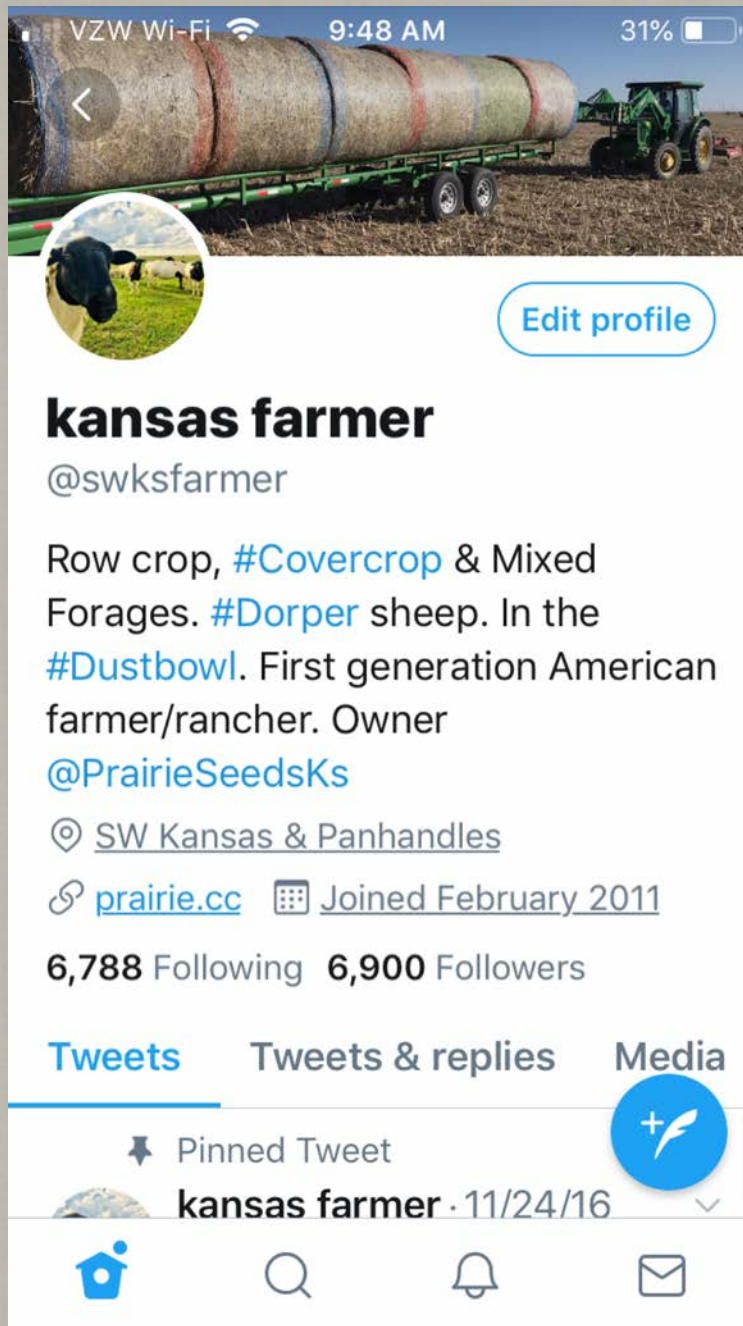 VZW Wi-Fi 9:48 AM 31%
Edit profile
kansas farmer
@swksfarmer
Row crop, #Covercrop & Mixed
Forages. #Dorper sheep. In the
#Dustbowl. First generation American
farmer/rancher. Owner
@PrairieSeedsKs
SW Kansas & Panhandles
prairie.cc Joined February 2011
6,788 Following 6,900 Followers
Tweets Tweets & replies Media
Pinned Tweet
kansas farmer · 11/24/16